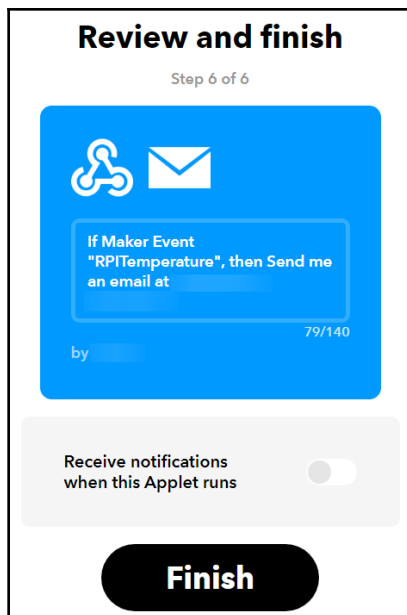 Review and finish
Step 6 of 6
If Maker Event
"RPITemperature", then Send me
an email at
79/140
by
Receive notifications
when this Applet runs
Finish